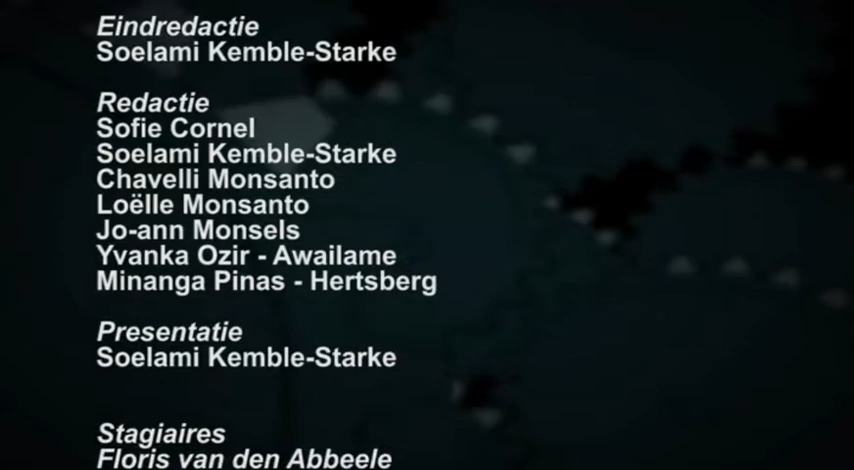 Eindredactie
Soelami Kemble-Starke
Redactie
Sofie Cornel
Soelami Kemble-Starke
Chavelli Monsanto
Loëlle Monsanto
Jo-ann Monsels
Yvanka Ozir - Awailame
Minanga Pinas - Hertsberg
Presentatie
Soelami Kemble-Starke
Stagiaires
Floris van den Abbeele